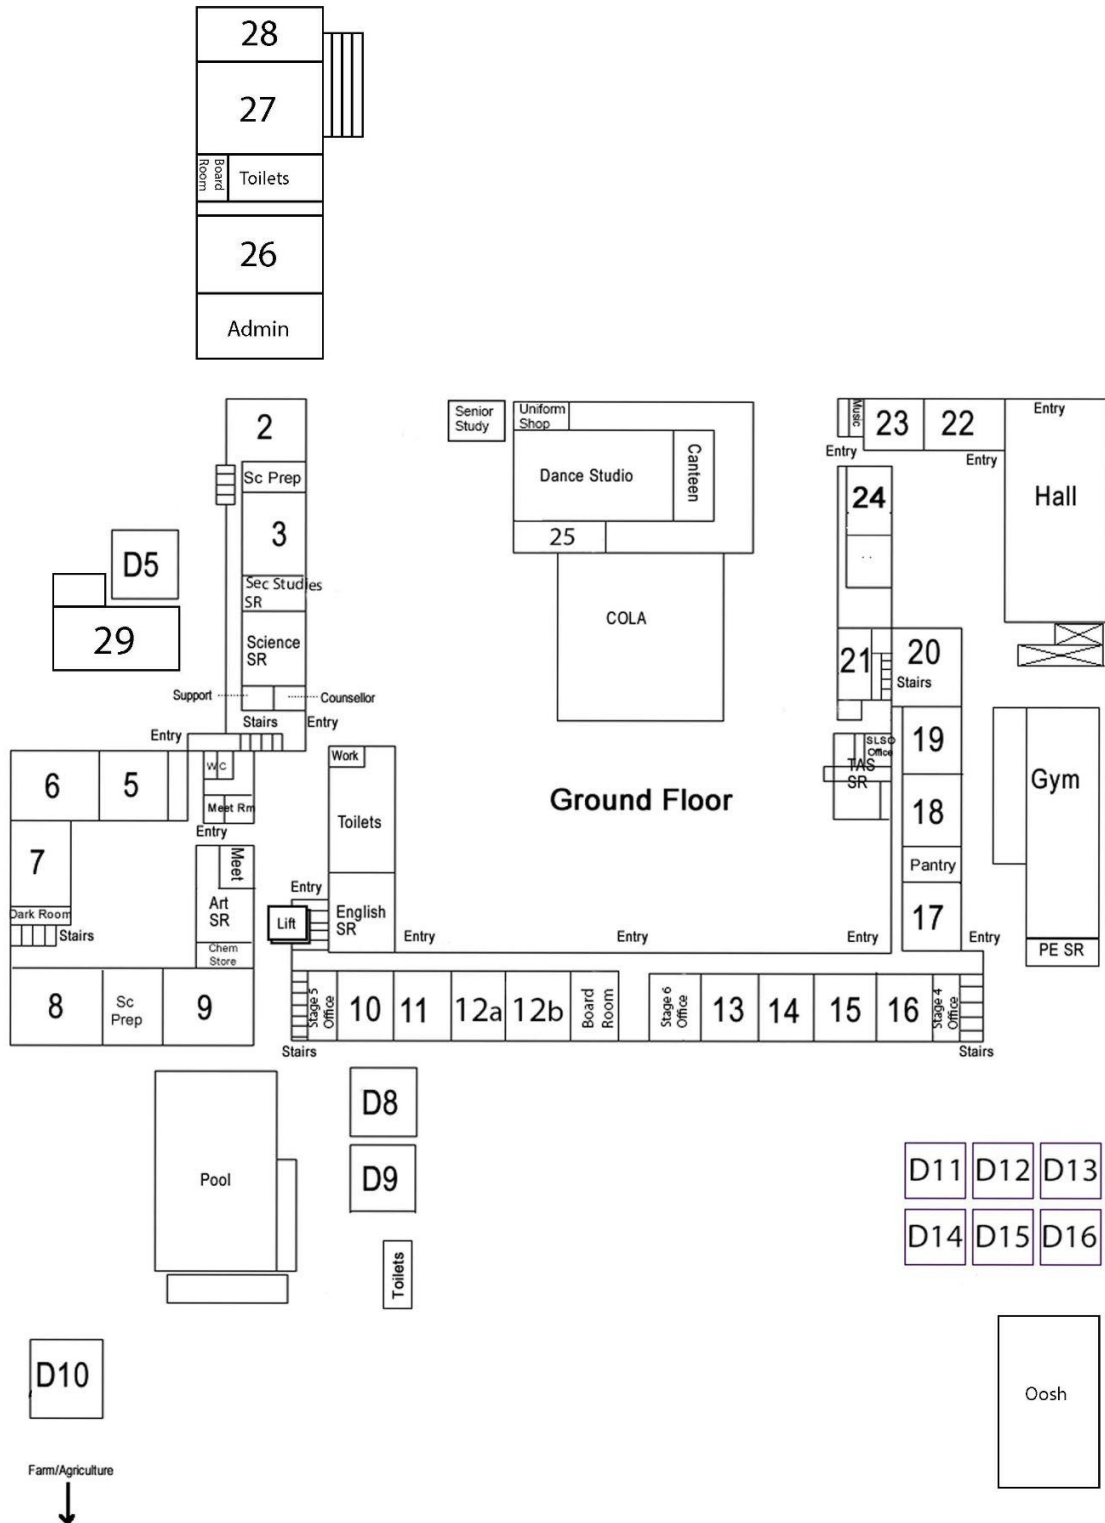 28
27
Board
Room
Toilets
26
Admin
2
Sc Prep
3
Sec Studies
SR
Science
SR
Support
Counsellor
Stairs
Entry
Entry
D5
29
Senior
Study
Uniform
Shop
Dance Studio
Canteen
25
COLA
Music
23
22
Entry
Entry
Entry
Hall
24
21
20
Stairs
19
SLSO
Office
TAS
SR
18
Pantry
17
Gym
PE SR
6
5
WC
Meet Rm
Entry
7
Dark Room
Stairs
Meet
Art
SR
Chem
Store
8
Sc
Prep
9
Work
Toilets
Entry
Lift
English
SR
Ground Floor
Entry
Entry
Entry
Entry
Stage 5
Office
10
11
12a
12b
Board
Room
Stage 6
Office
13
14
15
16
Stage 4
Office
Stairs
Stairs
Pool
D8
D9
Toilets
D11
D12
D13
D14
D15
D16
D10
Oosh
Farm/Agriculture